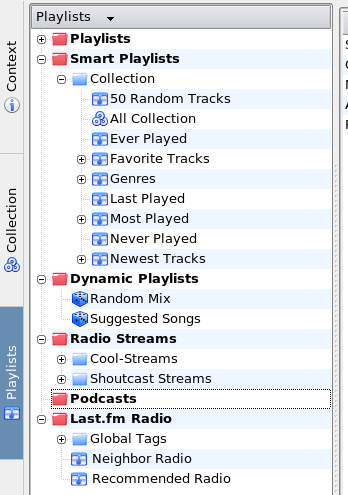 Playlists
Context
Collection
Playlists
Playlists
Smart Playlists
Collection
50 Random Tracks
All Collection
Ever Played
Favorite Tracks
Genres
Last Played
Most Played
Never Played
Newest Tracks
Dynamic Playlists
Random Mix
Suggested Songs
Radio Streams
Cool-Streams
Shoutcast Streams
Podcasts
Last.fm Radio
Global Tags
Neighbor Radio
Recommended Radio